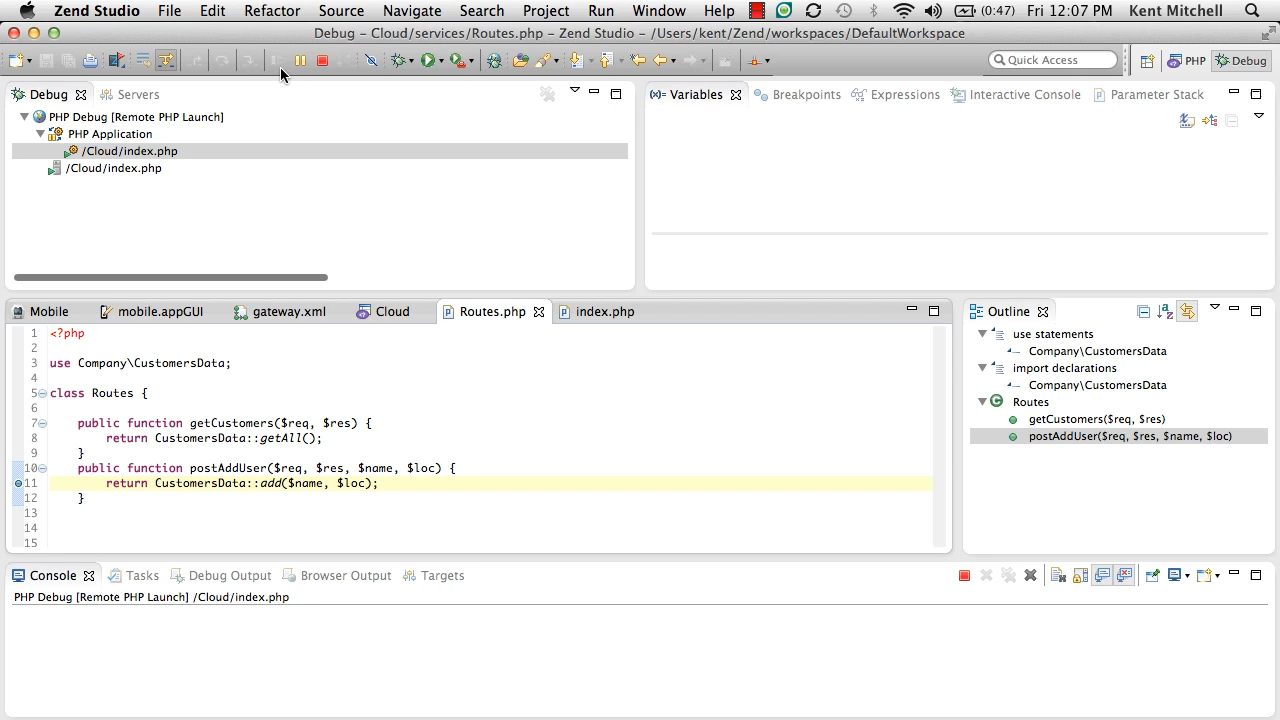 Zend Studio File Edit Refactor Source Navigate Search Project Run Window Help (0:47) Fri 12:07 PM Kent Mitchell
Debug – Cloud/services/Routes.php – Zend Studio – /Users/kent/Zend/workspaces/DefaultWorkspace
Quick Access PHP Debug
Debug Servers
PHP Debug [Remote PHP Launch]
PHP Application
/Cloud/index.php
/Cloud/index.php
(x)= Variables Breakpoints Expressions Interactive Console Parameter Stack
Mobile mobile.appGUI gateway.xml Cloud Routes.php index.php
1 <?php
2
3 use Company\CustomersData;
4
5 class Routes {
6
7 public function getCustomers($req, $res) {
8 return CustomersData::getAll();
9 }
10 public function postAddUser($req, $res, $name, $loc) {
11 return CustomersData::add($name, $loc);
12 }
13
14
15
Outline
use statements
Company\CustomersData
import declarations
Company\CustomersData
Routes
getCustomers($req, $res)
postAddUser($req, $res, $name, $loc)
Console Tasks Debug Output Browser Output Targets
PHP Debug [Remote PHP Launch] /Cloud/index.php